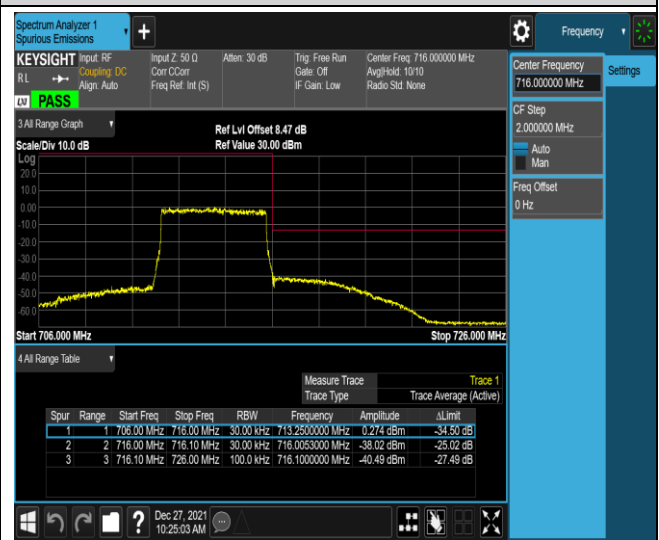 Spectrum Analyzer 1
Spurious Emissions
Frequency
KEYSIGHT Input: RF Input Z: 50 Ω Atten: 30 dB Trig: Free Run Center Freq: 716.000000 MHz
RL Coupling: DC Corr CCorr Gate: Off Avg|Hold: 10/10
Align: Auto Freq Ref: Int (S) IF Gain: Low Radio Std: None
LXI PASS
Center Frequency
716.000000 MHz
Settings
CF Step
2.000000 MHz
Auto
Man
Freq Offset
0 Hz
3 All Range Graph
Ref Lvl Offset 8.47 dB
Scale/Div 10.0 dB Ref Value 30.00 dBm
Log
20.0
10.0
0.00
-10.0
-20.0
-30.0
-40.0
-50.0
-60.0
Start 706.000 MHz Stop 726.000 MHz
4 All Range Table
Measure Trace Trace 1
Trace Type Trace Average (Active)
Spur Range Start Freq Stop Freq RBW Frequency Amplitude ΔLimit
1 1 706.00 MHz 716.00 MHz 30.00 kHz 713.2500000 MHz 0.274 dBm -34.50 dB
2 2 716.00 MHz 716.10 MHz 30.00 kHz 716.0053000 MHz -38.02 dBm -25.02 dB
3 3 716.10 MHz 726.00 MHz 100.0 kHz 716.1000000 MHz -40.49 dBm -27.49 dB
? Dec 27, 2021
10:25:03 AM